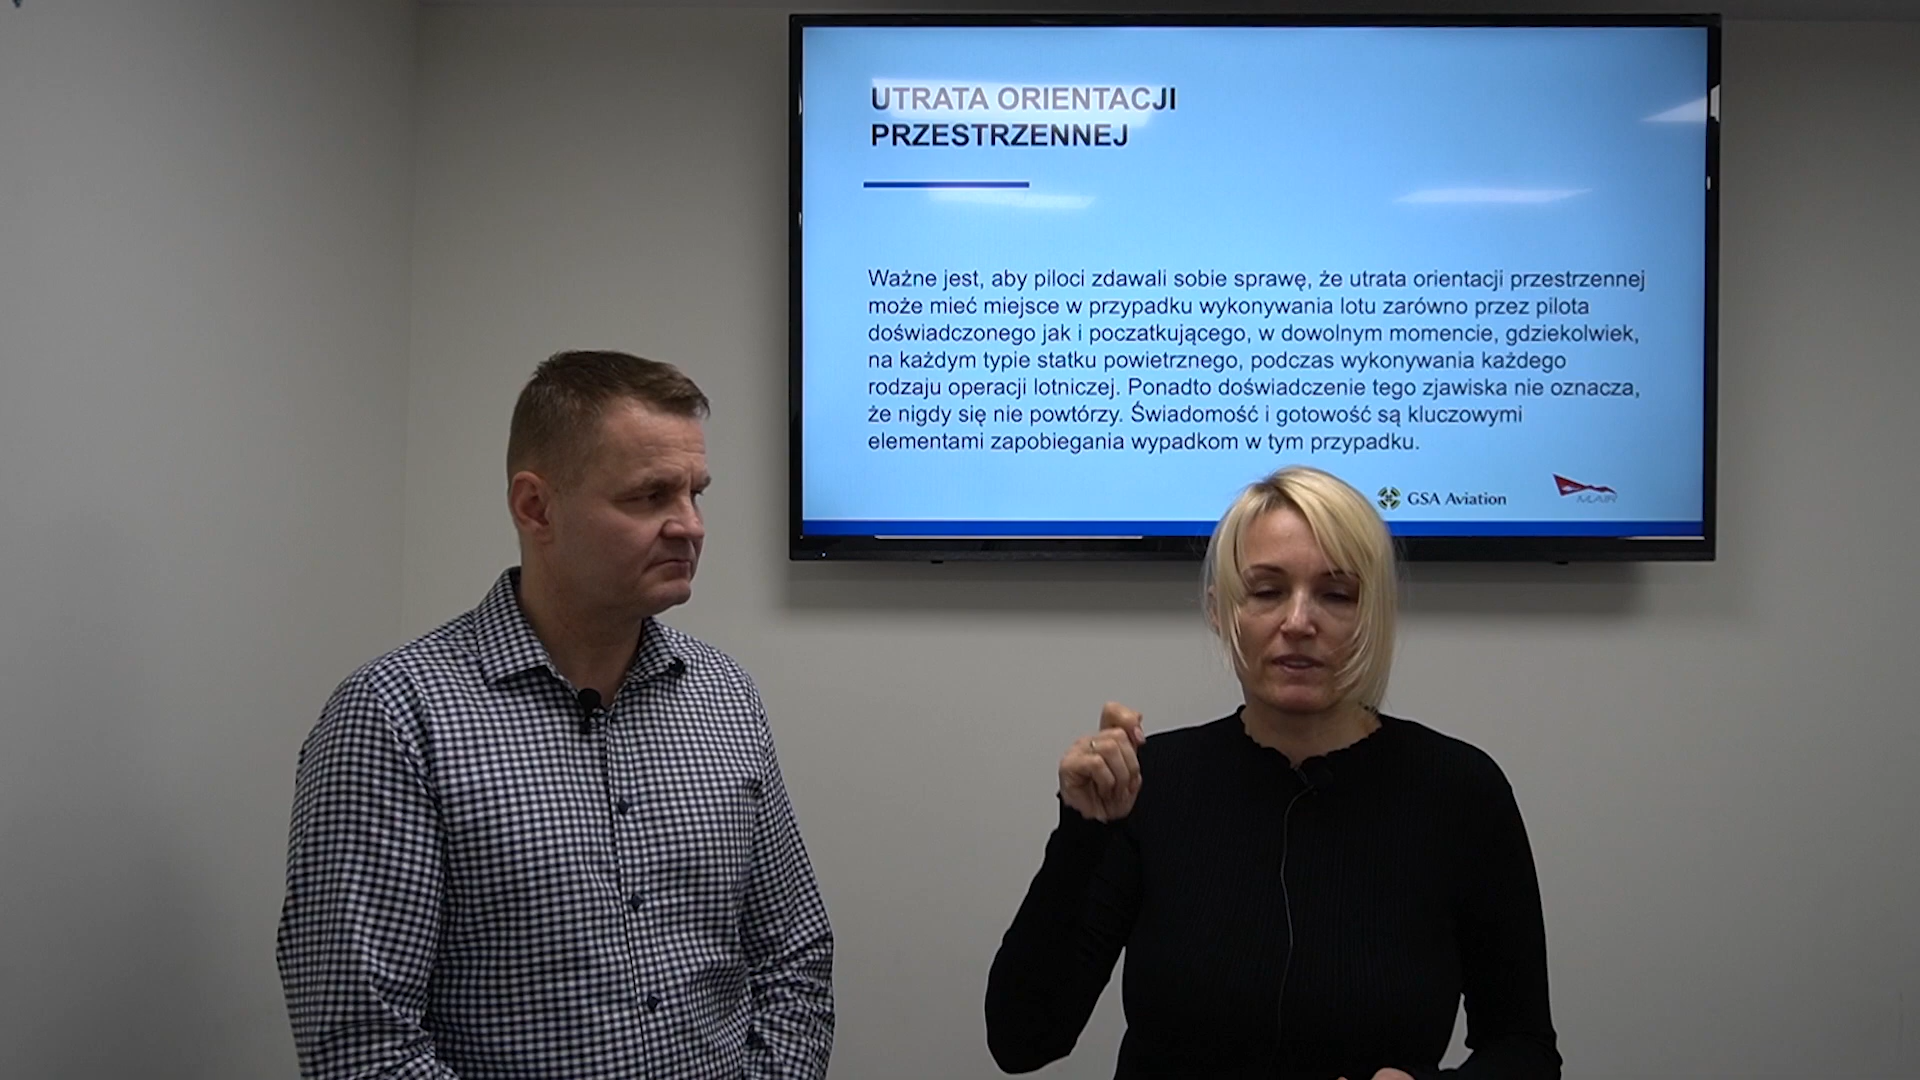 UTRATA ORIENTACJI
PRZESTRZENNEJ
Ważne jest, aby piloci zdawali sobie sprawę, że utrata orientacji przestrzennej
może mieć miejsce w przypadku wykonywania lotu zarówno przez pilota
doświadczonego jak i poczatkującego, w dowolnym momencie, gdziekolwiek,
na każdym typie statku powietrznego, podczas wykonywania każdego
rodzaju operacji lotniczej. Ponadto doświadczenie tego zjawiska nie oznacza,
że nigdy się nie powtórzy. Świadomość i gotowość są kluczowymi
elementami zapobiegania wypadkom w tym przypadku.
GSA Aviation